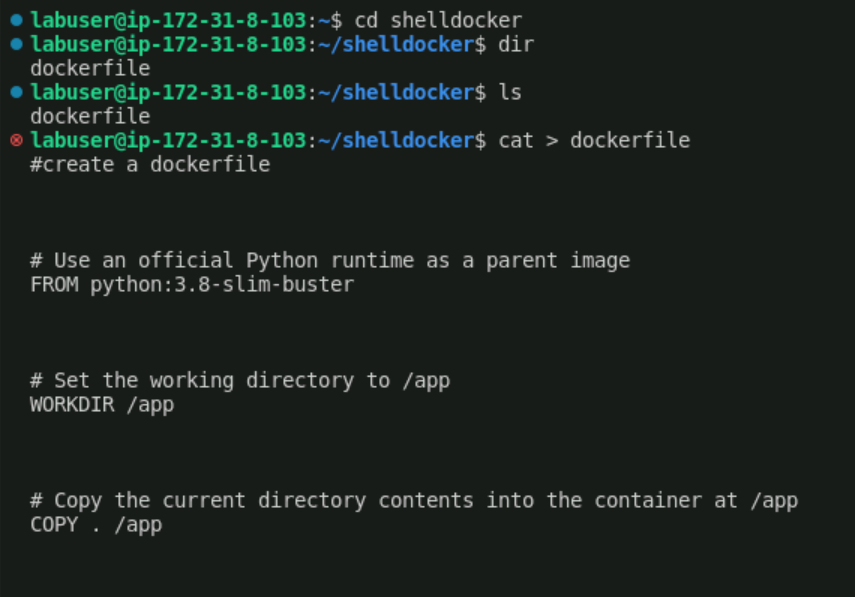 labuser@ip-172-31-8-103:~$ cd shelldocker
labuser@ip-172-31-8-103:~/shelldocker$ dir
dockerfile
labuser@ip-172-31-8-103:~/shelldocker$ ls
dockerfile
labuser@ip-172-31-8-103:~/shelldocker$ cat > dockerfile
#create a dockerfile
# Use an official Python runtime as a parent image
FROM python:3.8-slim-buster
# Set the working directory to /app
WORKDIR /app
# Copy the current directory contents into the container at /app
COPY . /app